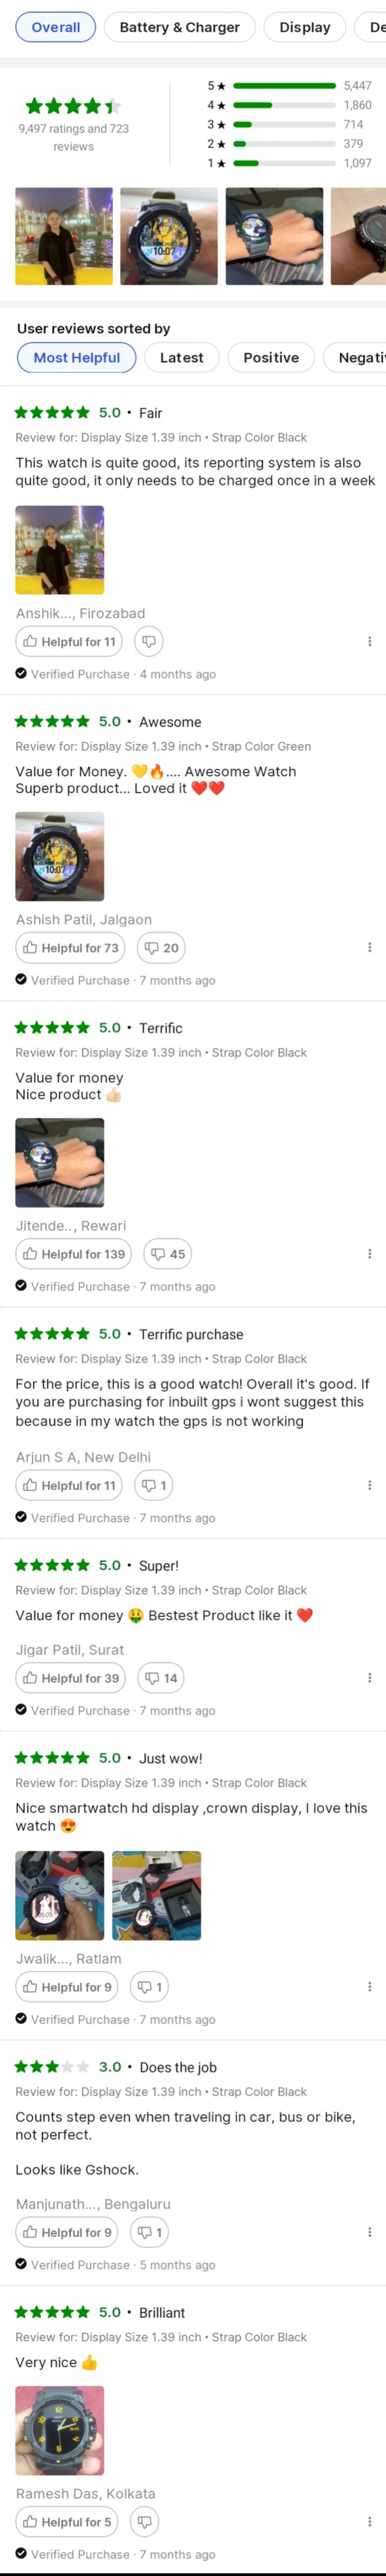 Overall
Battery & Charger
Display
De
9,497 ratings and 723
reviews
5★ 5,447
4★ 1,860
3★ 714
2★ 379
1★ 1,097
User reviews sorted by
Most Helpful
Latest
Positive
Negati
5.0 • Fair
Review for: Display Size 1.39 inch • Strap Color Black
This watch is quite good, its reporting system is also
quite good, it only needs to be charged once in a week
Anshik..., Firozabad
Helpful for 11
Verified Purchase · 4 months ago
5.0 • Awesome
Review for: Display Size 1.39 inch • Strap Color Green
Value for Money. 💛🔥.... Awesome Watch
Superb product... Loved it ❤️❤️
10:07
Ashish Patil, Jalgaon
Helpful for 73
20
Verified Purchase · 7 months ago
5.0 • Terrific
Review for: Display Size 1.39 inch • Strap Color Black
Value for money
Nice product 👍🏻
Jitende.. , Rewari
Helpful for 139
45
Verified Purchase · 7 months ago
5.0 • Terrific purchase
Review for: Display Size 1.39 inch • Strap Color Black
For the price, this is a good watch! Overall it's good. If
you are purchasing for inbuilt gps i wont suggest this
because in my watch the gps is not working
Arjun S A, New Delhi
Helpful for 11
1
Verified Purchase · 7 months ago
5.0 • Super!
Review for: Display Size 1.39 inch • Strap Color Black
Value for money 🤑 Bestest Product like it ❤️
Jigar Patil, Surat
Helpful for 39
14
Verified Purchase · 7 months ago
5.0 • Just wow!
Review for: Display Size 1.39 inch • Strap Color Black
Nice smartwatch hd display ,crown display, I love this
watch 😍
Jwalik..., Ratlam
Helpful for 9
1
Verified Purchase · 7 months ago
3.0 • Does the job
Review for: Display Size 1.39 inch • Strap Color Black
Counts step even when traveling in car, bus or bike,
not perfect.
Looks like Gshock.
Manjunath..., Bengaluru
Helpful for 9
1
Verified Purchase · 5 months ago
5.0 • Brilliant
Review for: Display Size 1.39 inch • Strap Color Black
Very nice 👍
Ramesh Das, Kolkata
Helpful for 5
Verified Purchase · 7 months ago